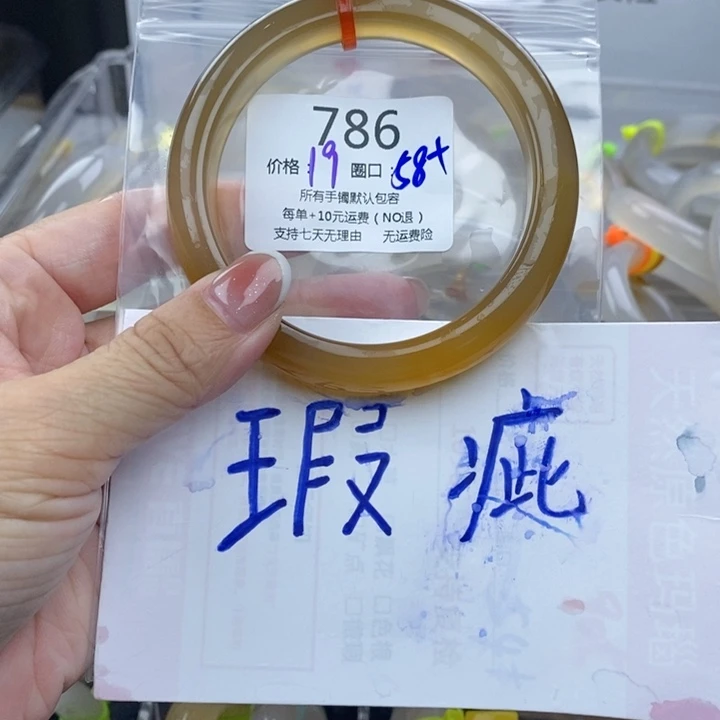 786
价格:19 圈口:58+
所有手镯默认包容
每单+10元运费(NO退)
支持七天无理由 无运费险
瑕疵